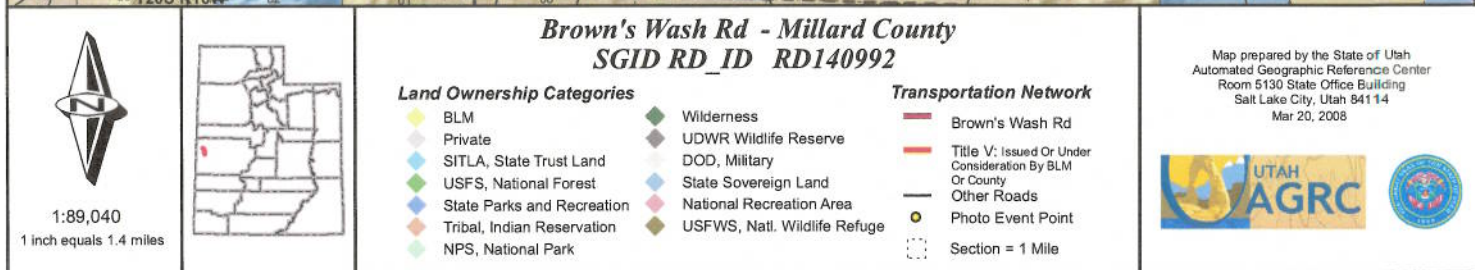 Brown's Wash Rd - Millard County
SGID RD_ID RD140992
N
1:89,040
1 inch equals 1.4 miles
Land Ownership Categories
BLM
Private
SITLA, State Trust Land
USFS, National Forest
State Parks and Recreation
Tribal, Indian Reservation
NPS, National Park
Wilderness
UDWR Wildlife Reserve
DOD, Military
State Sovereign Land
National Recreation Area
USFWS, Natl. Wildlife Refuge
Transportation Network
Brown's Wash Rd
Title V: Issued Or Under
Consideration By BLM
Or County
Other Roads
Photo Event Point
Section = 1 Mile
Map prepared by the State of Utah
Automated Geographic Reference Center
Room 5130 State Office Building
Salt Lake City, Utah 84114
Mar 20, 2008
UTAH
AGRC